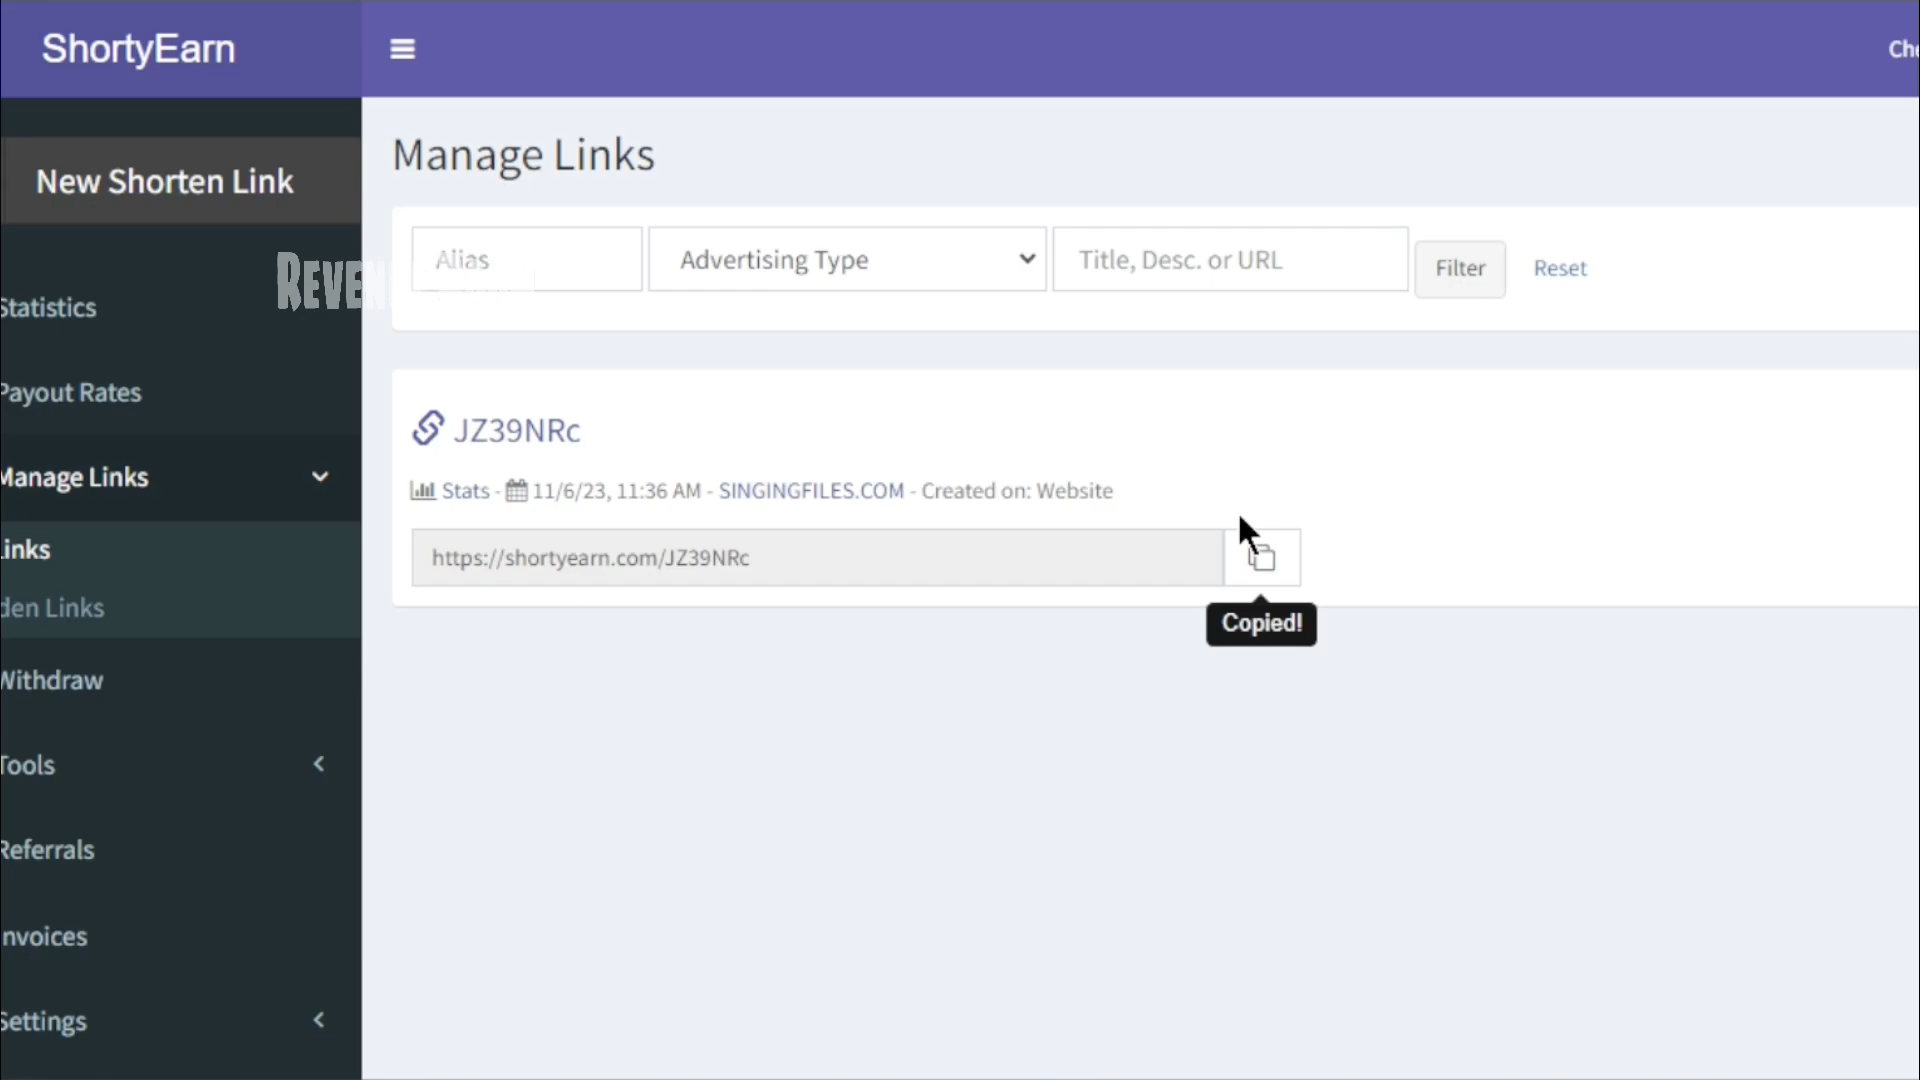 ShortyEarn
Che
New Shorten Link
Manage Links
Alias
Advertising Type
Title, Desc. or URL
Filter
Reset
Statistics
Payout Rates
JZ39NRc
Manage Links
Stats - 11/6/23, 11:36 AM - SINGINGFILES.COM - Created on: Website
Links
https://shortyearn.com/JZ39NRc
den Links
Copied!
Withdraw
Tools
Referrals
Invoices
Settings